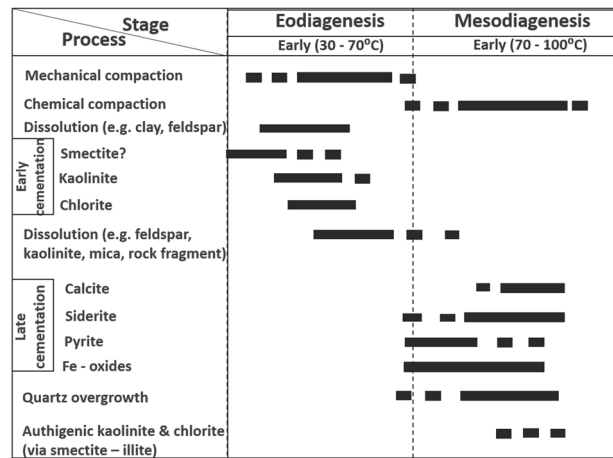 Stage
Process
Eodiagenesis
Mesodiagenesis
Early (30 - 70°C)
Early (70 - 100°C)
Mechanical compaction
Chemical compaction
Dissolution (e.g. clay, feldspar)
Early
cementation
Smectite?
Kaolinite
Chlorite
Dissolution (e.g. feldspar,
kaolinite, mica, rock fragment)
Late
cementation
Calcite
Siderite
Pyrite
Fe - oxides
Quartz overgrowth
Authigenic kaolinite & chlorite
(via smectite – illite)